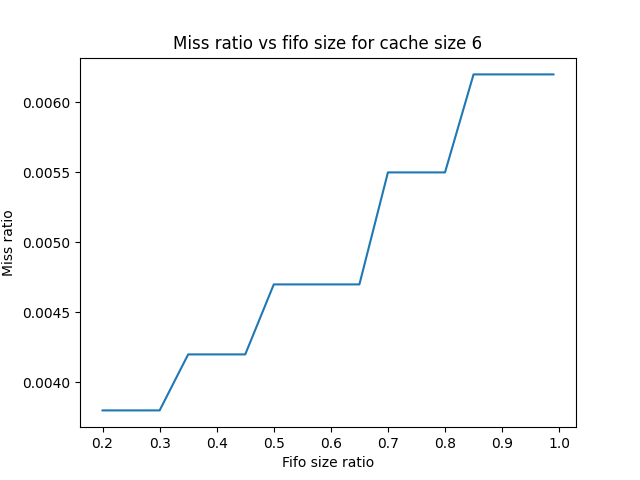 Miss ratio vs fifo size for cache size 6
0.0060
0.0055
0.0050
0.0045
0.0040
Miss ratio
0.2 0.3 0.4 0.5 0.6 0.7 0.8 0.9 1.0
Fifo size ratio